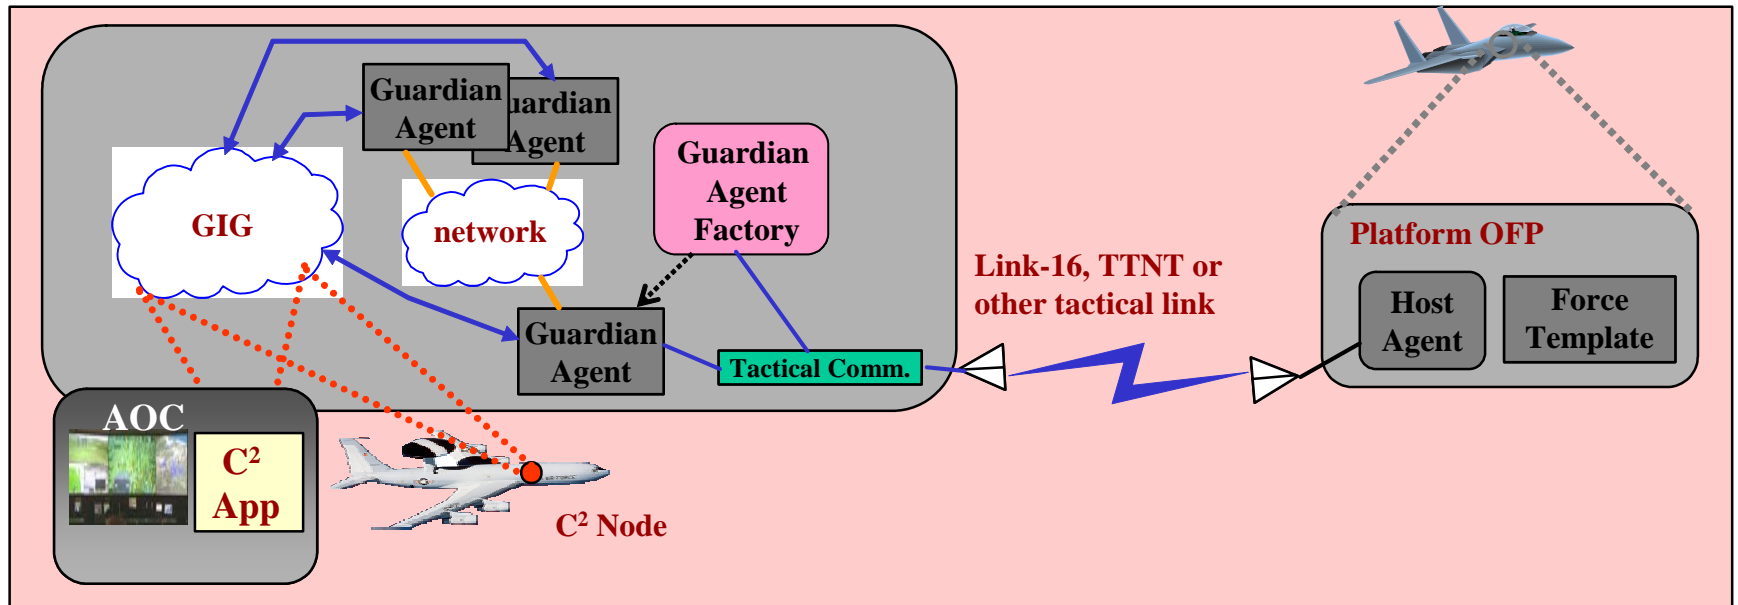 Guardian
Agent
uardian
Agent
Guardian
Agent
Factory
GIG
network
Platform OFP
Link-16, TTNT or
other tactical link
Host
Agent
Force
Template
Guardian
Agent
Tactical Comm.
AOC
C² 
App
C² Node